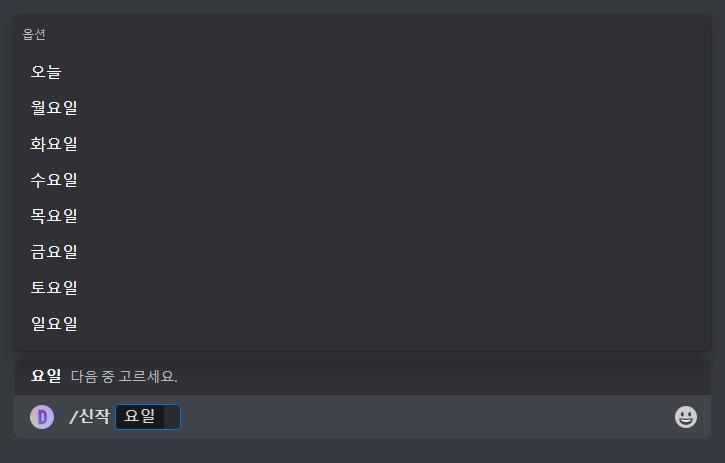 옵션
오늘
월요일
화요일
수요일
목요일
금요일
토요일
일요일
요일 다음 중 고르세요.
D /신작 요일